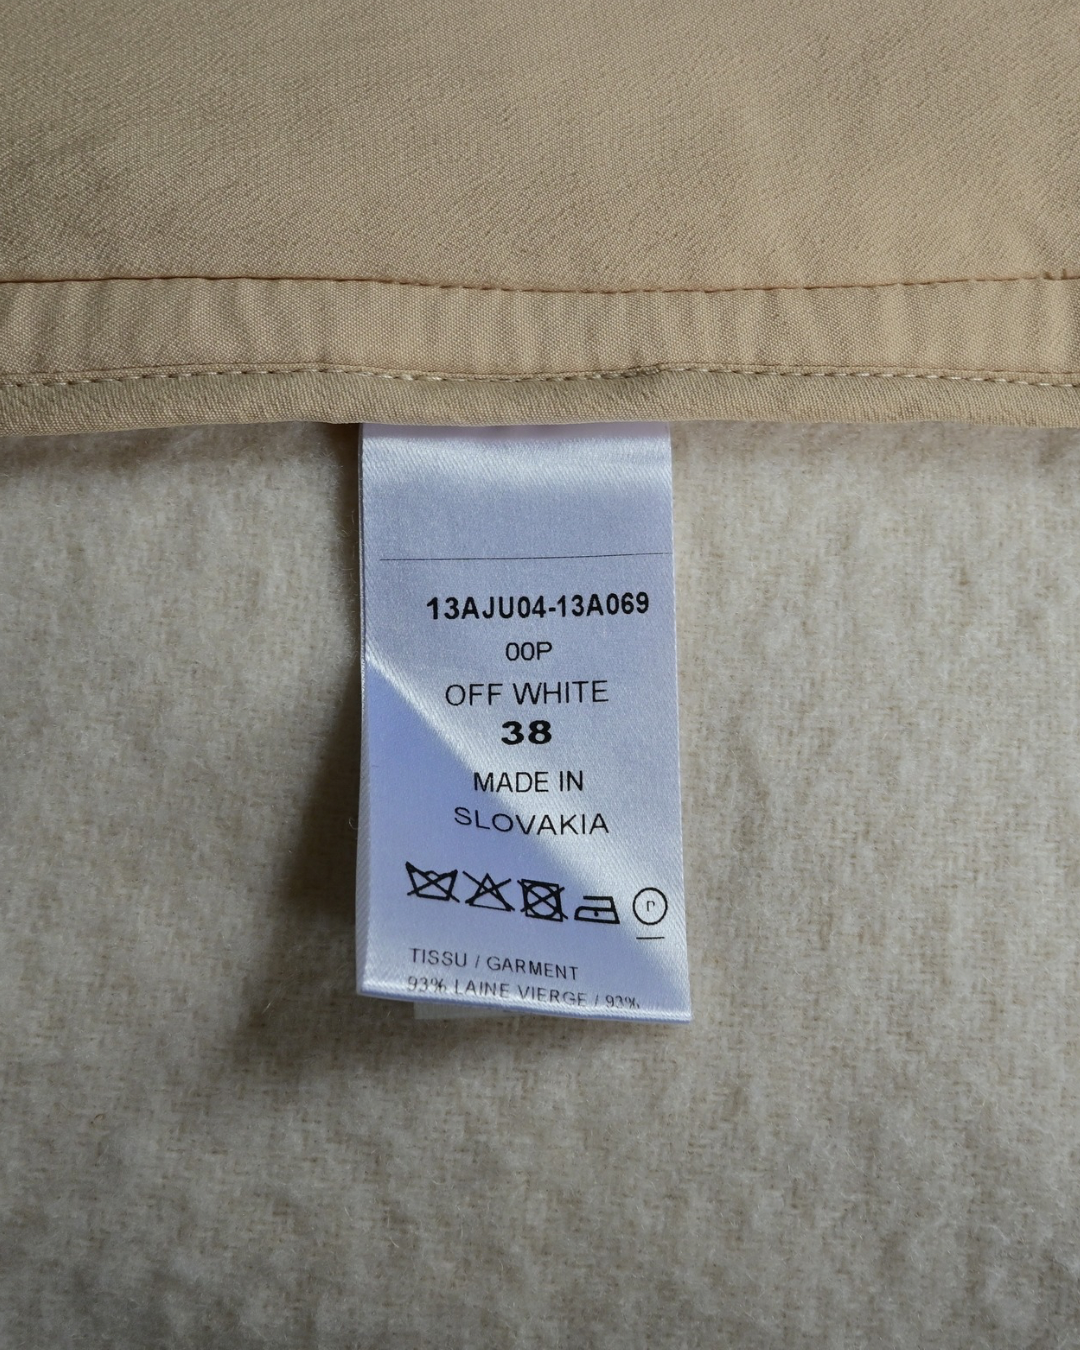 13AJU04-13A069
00P
OFF WHITE
38
MADE IN
SLOVAKIA
P
TISSU / GARMENT
93% LAINE VIERGE / 93%